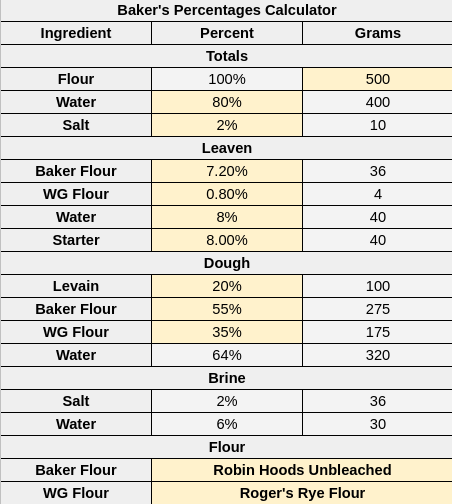 Baker's Percentages Calculator
Ingredient Percent Grams
Totals
Flour 100% 500
Water 80% 400
Salt 2% 10
Leaven
Baker Flour 7.20% 36
WG Flour 0.80% 4
Water 8% 40
Starter 8.00% 40
Dough
Levain 20% 100
Baker Flour 55% 275
WG Flour 35% 175
Water 64% 320
Brine
Salt 2% 36
Water 6% 30
Flour
Baker Flour Robin Hoods Unbleached
WG Flour Roger's Rye Flour